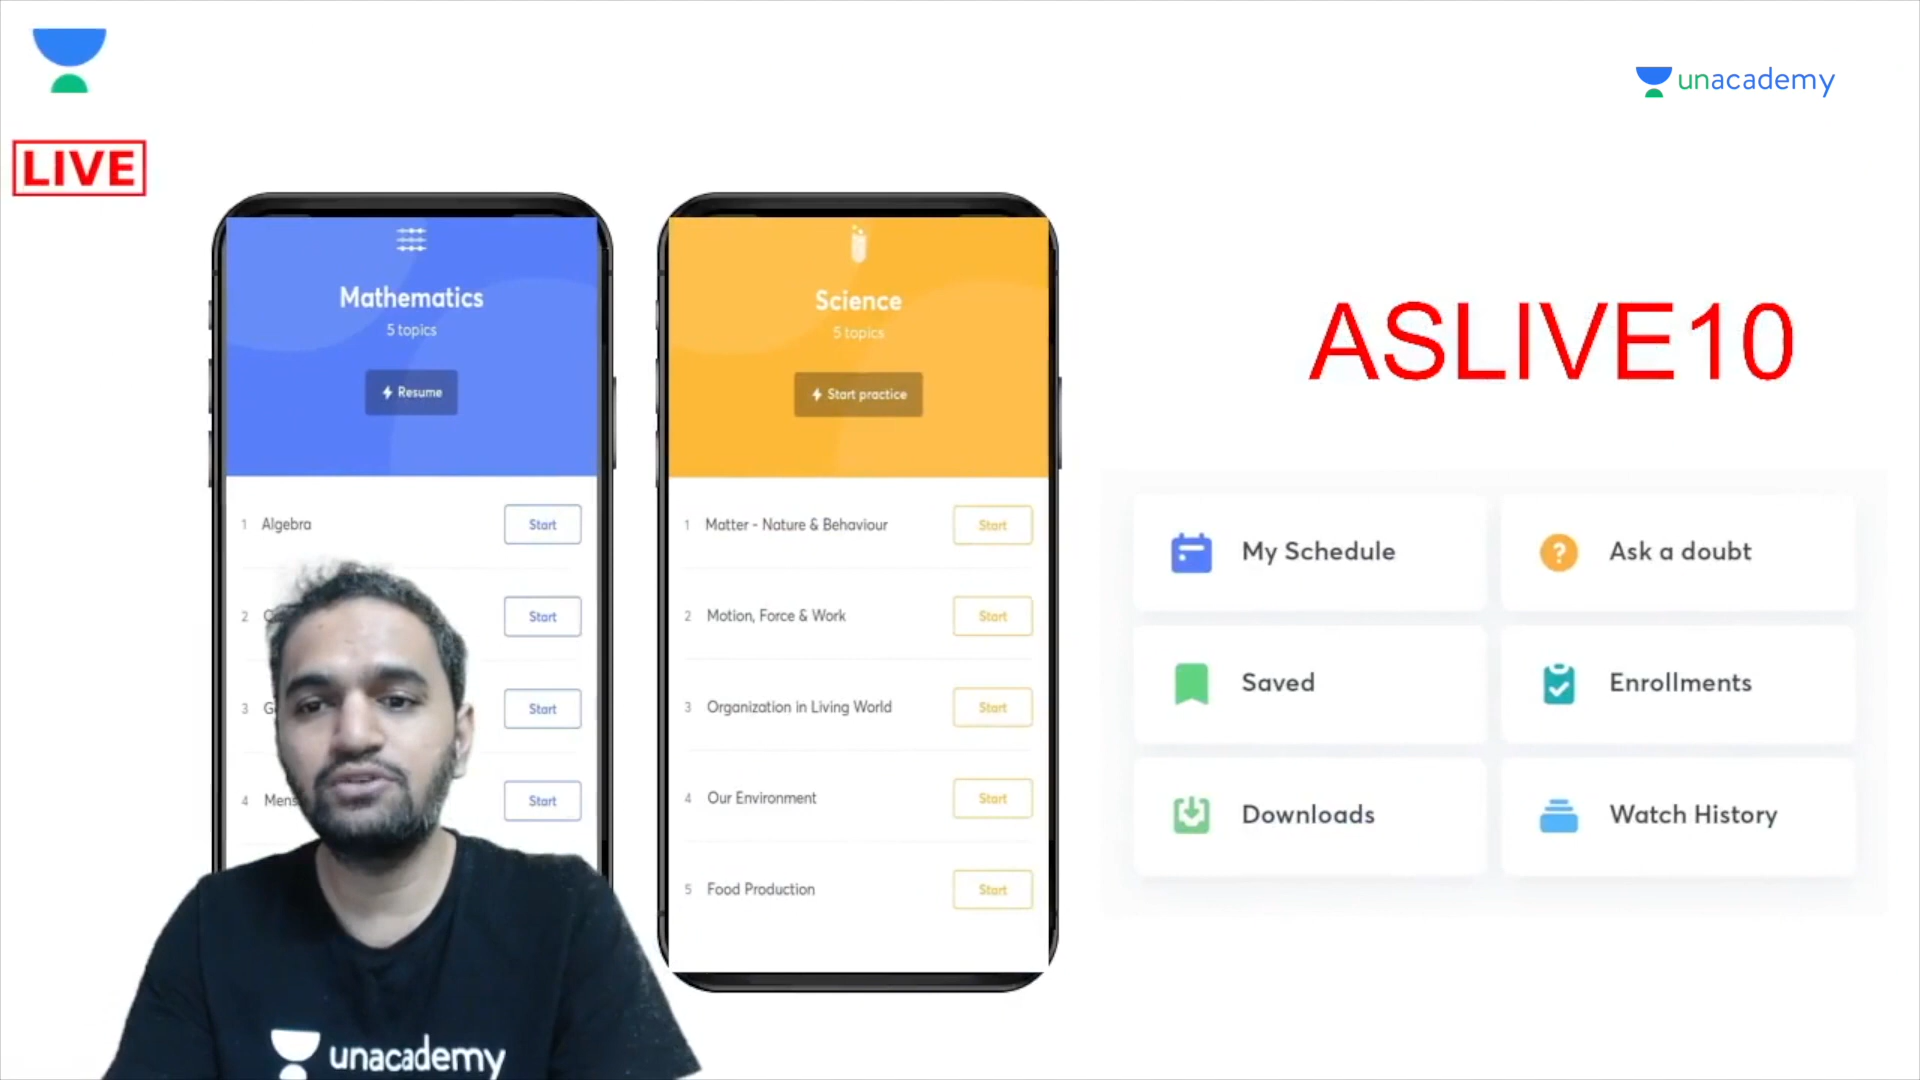 unacademy
LIVE
Mathematics
5 topics
Resume
1 Algebra Start
2 Start
3 Start
4 Start
Science
5 topics
Start practice
1 Matter - Nature & Behaviour Start
2 Motion, Force & Work Start
3 Organization in Living World Start
4 Our Environment Start
5 Food Production Start
ASLIVE10
My Schedule
Ask a doubt
Saved
Enrollments
Downloads
Watch History
unacademy